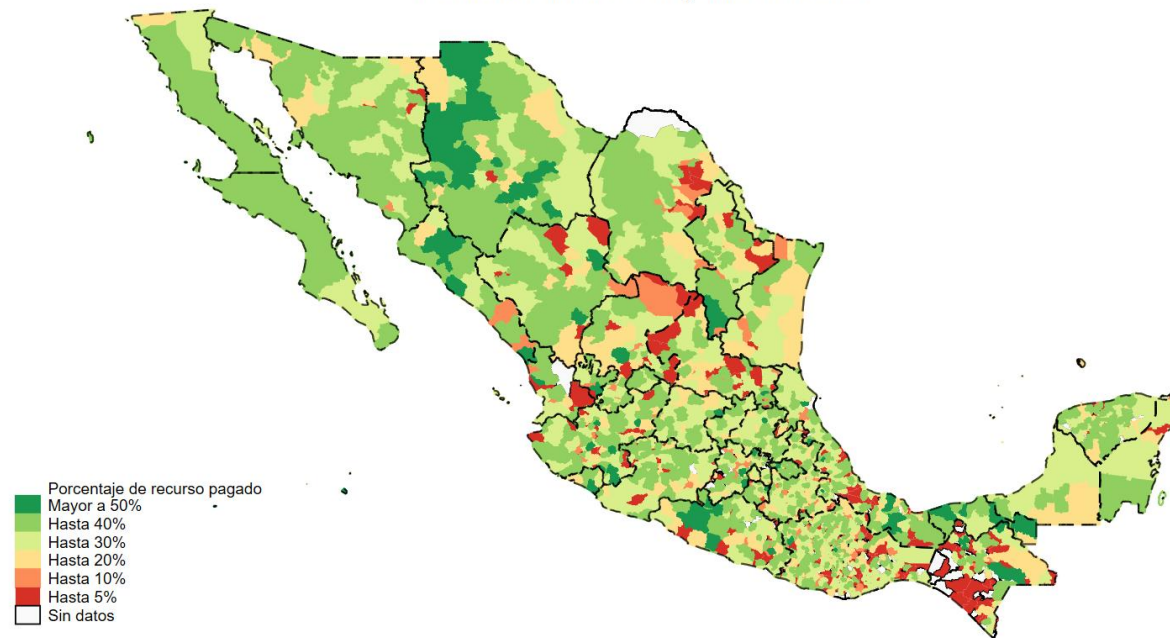 Porcentaje de recurso pagado
Mayor a 50%
Hasta 40%
Hasta 30%
Hasta 20%
Hasta 10%
Hasta 5%
Sin datos